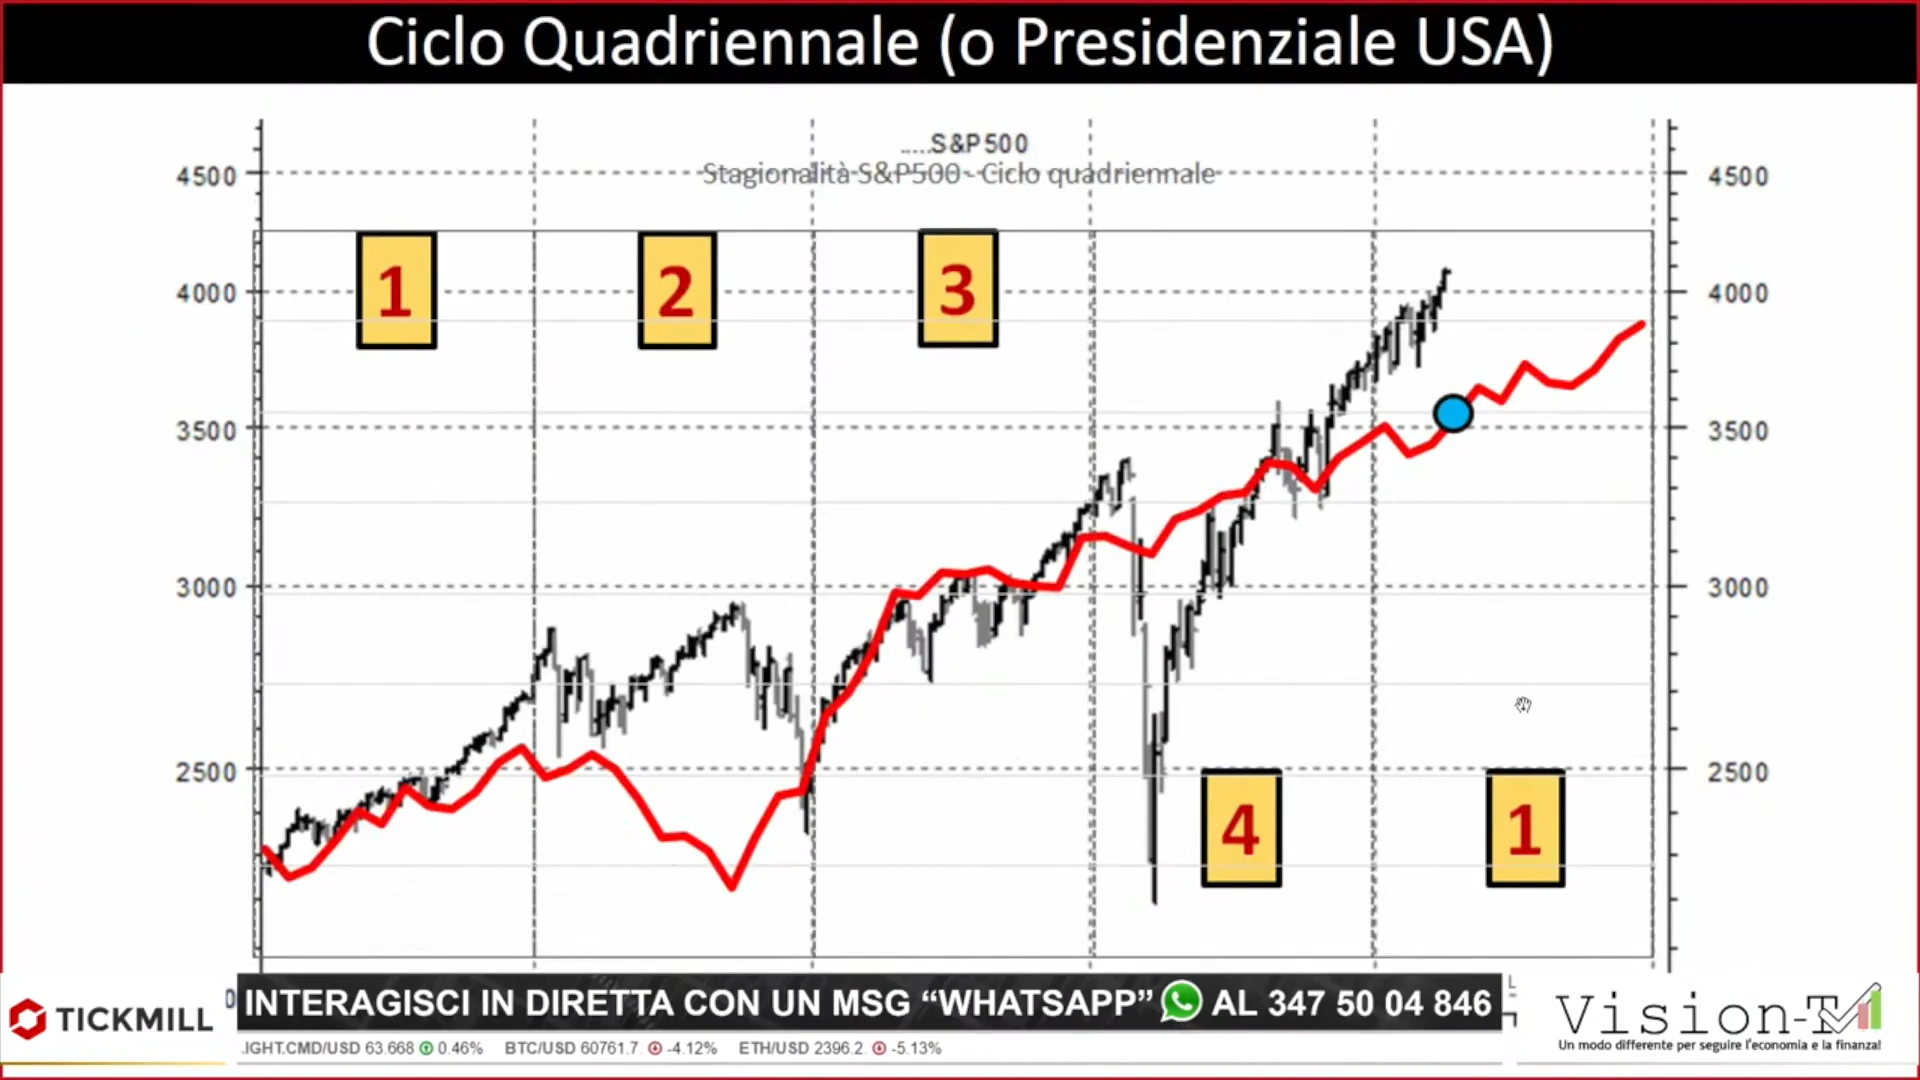 Ciclo Quadriennale (o Presidenziale USA)
.....S&P500
Stagionalità S&P500 - Ciclo quadriennale
4500 4500
1 2 3
4000 4000
3500 3500
3000 3000
2500 2500
4 1
TICKMILL
INTERAGISCI IN DIRETTA CON UN MSG “WHATSAPP” AL 347 50 04 846
.IGHT.CMD/USD 63.668 0.46% BTC/USD 60761.7. -4.12% ETH/USD 2396.2. -5.13%
Vision-T
Un modo differente per seguire l'economia e la finanza!